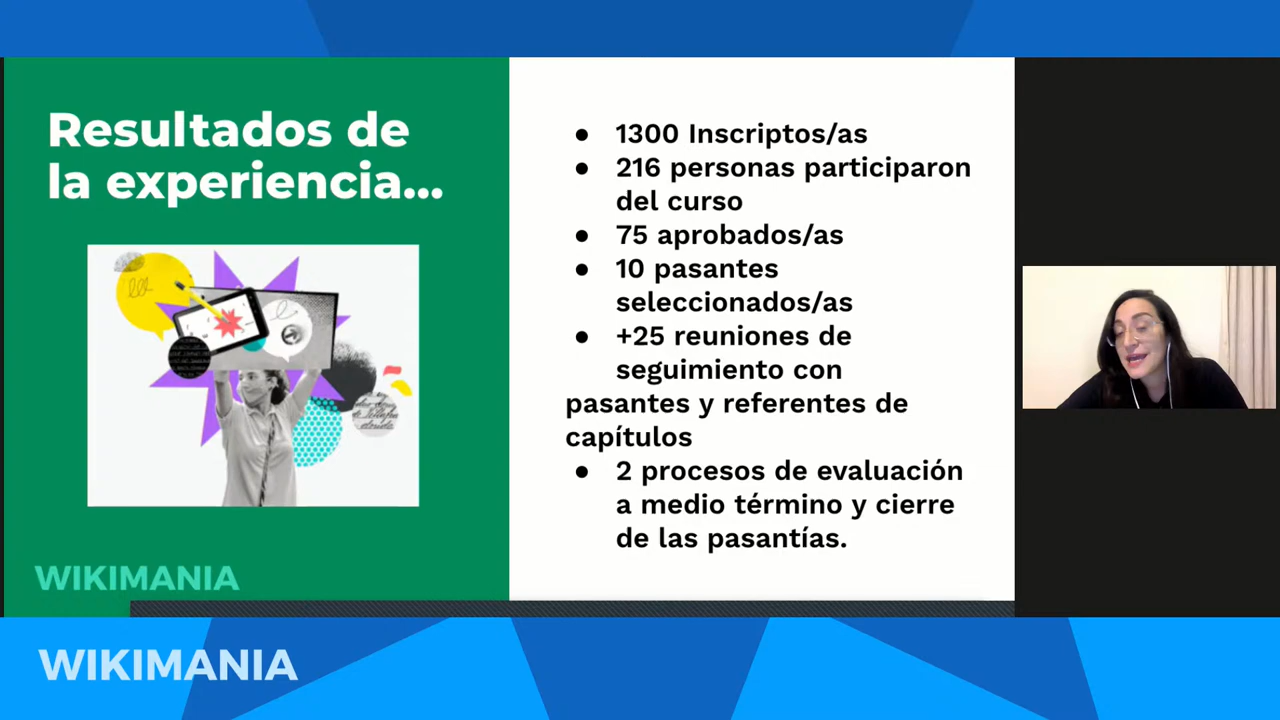 Resultados de
la experiencia...
● 1300 Inscriptos/as
● 216 personas participaron
del curso
● 75 aprobados/as
● 10 pasantes
seleccionados/as
● +25 reuniones de
seguimiento con
pasantes y referentes de
capítulos
● 2 procesos de evaluación
a medio término y cierre
de las pasantías.
WIKIMANIA
WIKIMANIA